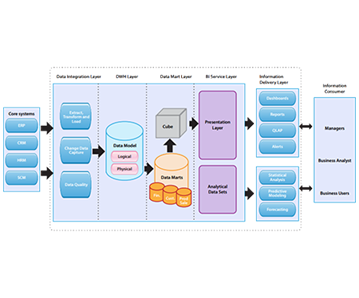 Data Integration Layer
DWH Layer
Data Mart Layer
BI Service Layer
Information
Delivery Layer
Information
Consumer
Core systems
ERP
CRM
SCM
Extract,
Transform and
Load
Change Data
Capture
Data Quality
Data Model
Logical
Physical
Cube
Data Marts
Fin.
Presentation
Layer
Analytical
Data Sets
Dashboards
Reports
OLAP
Alerts
Statistical
Analysis
Predictive
Modeling
Forecasting
Managers
Business Analyst
Business Users